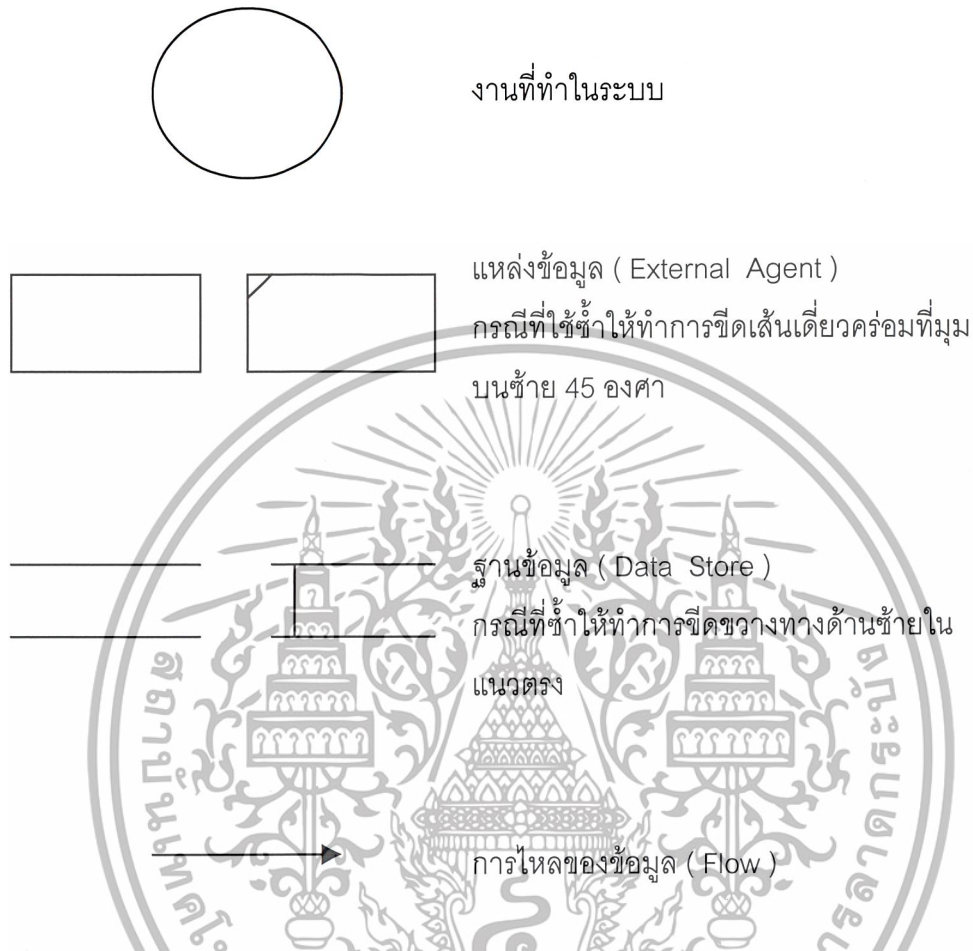 งานที่ทำในระบบ
แหล่งข้อมูล ( External Agent )
กรณีที่ใช้ซ้ำให้ทำการขีดเส้นเดี่ยวคร่อมที่มุม
บนซ้าย 45 องศา
ฐานข้อมูล ( Data Store )
กรณีที่ซ้ำให้ทำการขีดขวางทางด้านซ้ายใน
แนวตรง
การไหลของข้อมูล ( Flow )